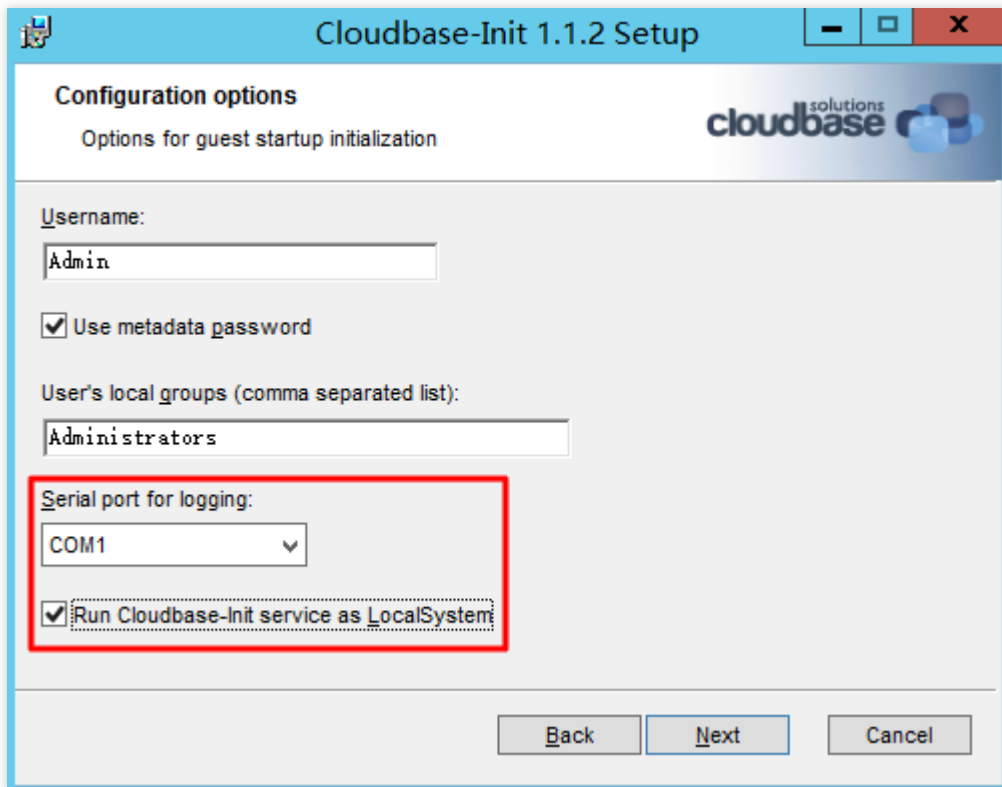 Cloudbase-Init 1.1.2 Setup
Configuration options
Options for guest startup initialization
cloudbase solutions
Username:
Admin
Use metadata password
User's local groups (comma separated list):
Administrators
Serial port for logging:
COM1
Run Cloudbase-Init service as LocalSystem
Back
Next
Cancel